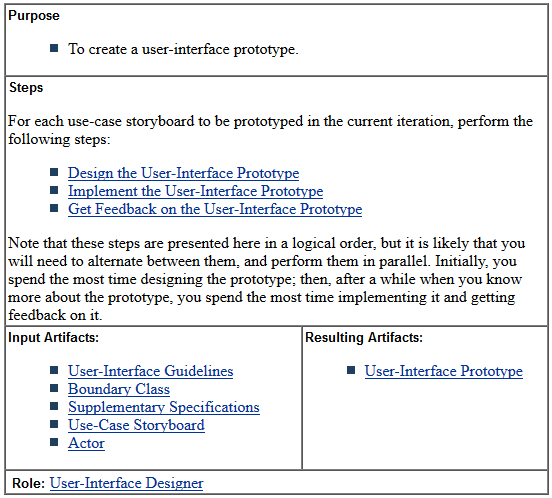 Purpose
To create a user-interface prototype.
Steps
For each use-case storyboard to be prototyped in the current iteration, perform the
following steps:
Design the User-Interface Prototype
Implement the User-Interface Prototype
Get Feedback on the User-Interface Prototype
Note that these steps are presented here in a logical order, but it is likely that you
will need to alternate between them, and perform them in parallel. Initially, you
spend the most time designing the prototype; then, after a while when you know
more about the prototype, you spend the most time implementing it and getting
feedback on it.
Input Artifacts:
User-Interface Guidelines
Boundary Class
Supplementary Specifications
Use-Case Storyboard
Actor
Resulting Artifacts:
User-Interface Prototype
Role: User-Interface Designer